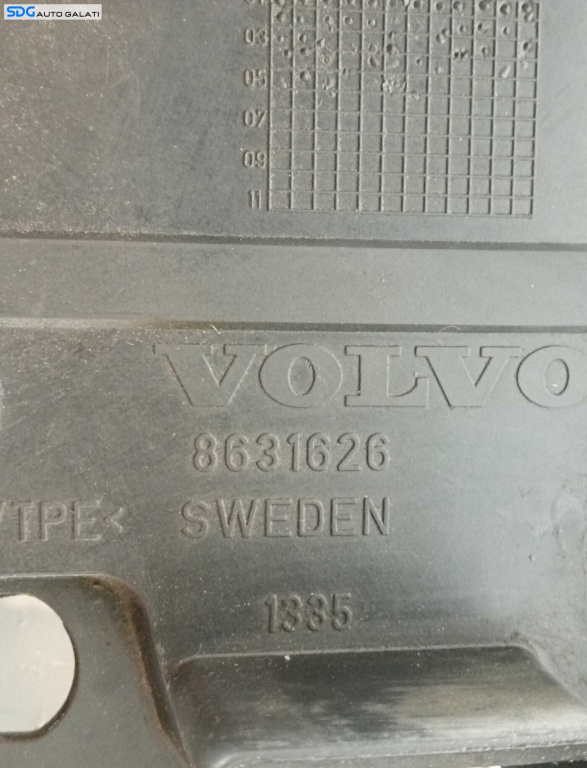 SDG AUTO GALATI
03
05
07
09
11
VOLVO
8631626
/TPE< SWEDEN
1335